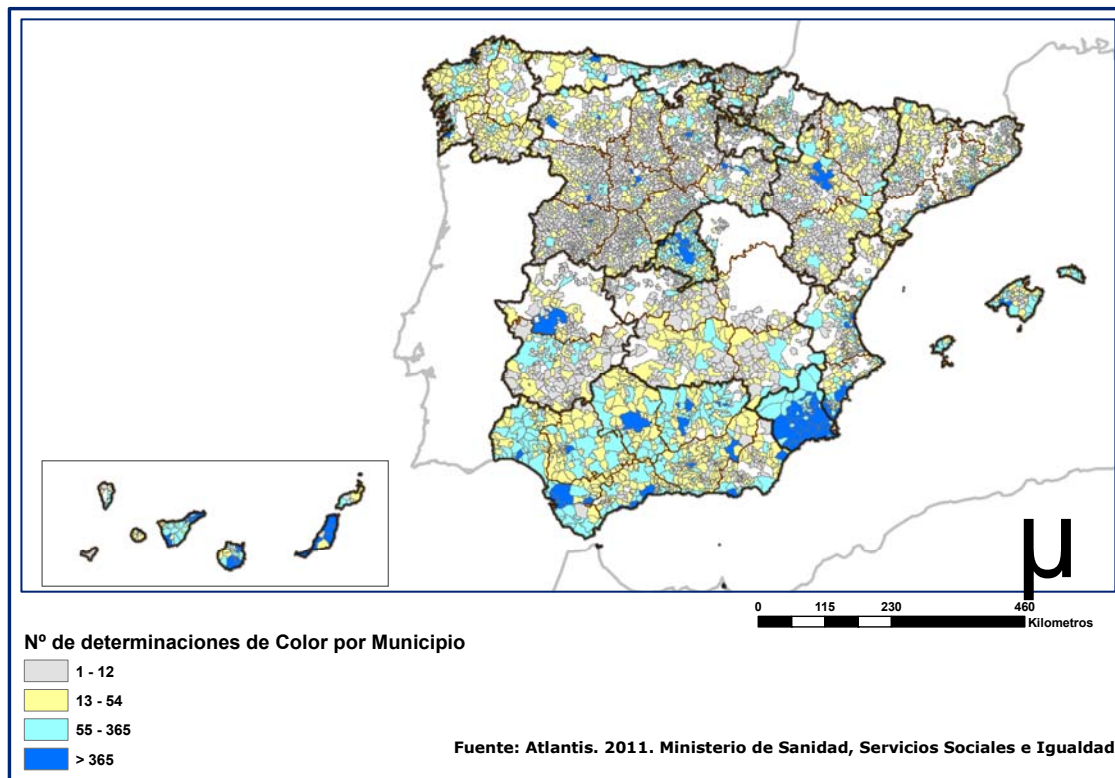 µ
0 115 230 460
Kilometros
Nº de determinaciones de Color por Municipio
1 - 12
13 - 54
55 - 365
> 365
Fuente: Atlantis. 2011. Ministerio de Sanidad, Servicios Sociales e Igualdad